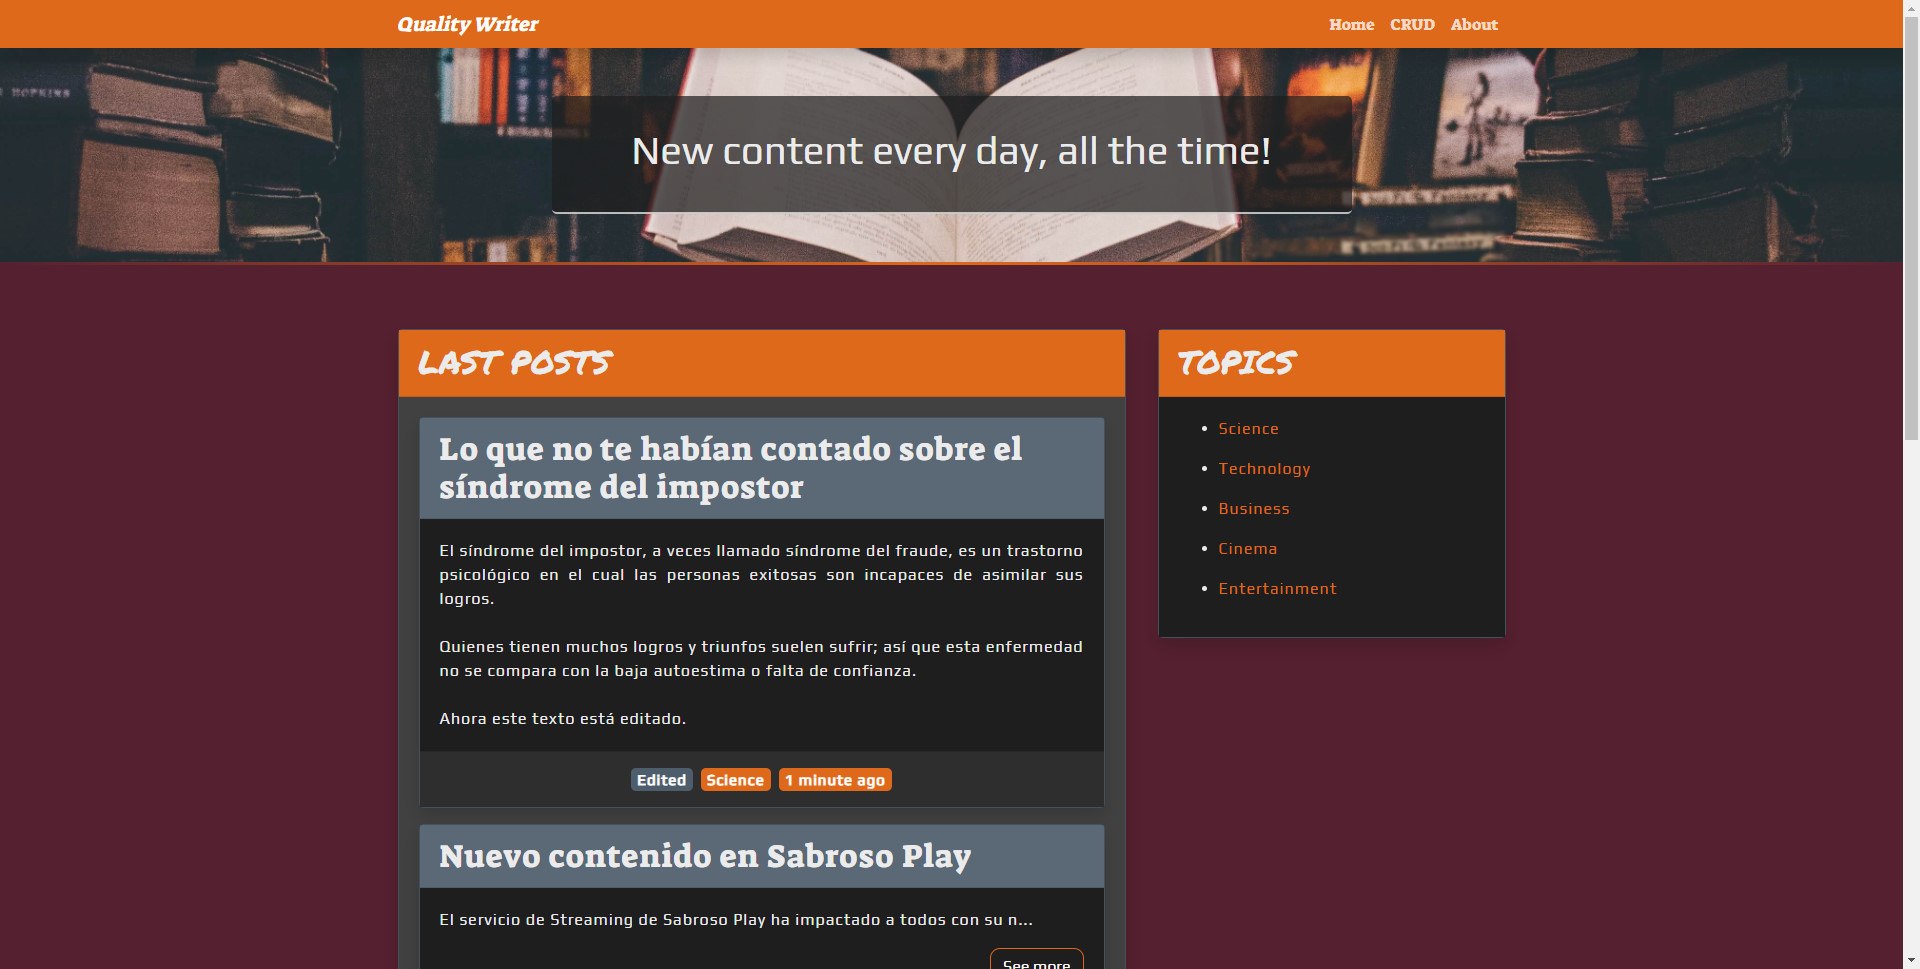 Quality Writer
Home CRUD About
HOPKINS
New content every day, all the time!
LAST POSTS
Lo que no te habían contado sobre el
síndrome del impostor
El síndrome del impostor, a veces llamado síndrome del fraude, es un trastorno
psicológico en el cual las personas exitosas son incapaces de asimilar sus
logros.
Quienes tienen muchos logros y triunfos suelen sufrir; así que esta enfermedad
no se compara con la baja autoestima o falta de confianza.
Ahora este texto está editado.
Edited Science 1 minute ago
Nuevo contenido en Sabroso Play
El servicio de Streaming de Sabroso Play ha impactado a todos con su n...
See more
TOPICS
Science
Technology
Business
Cinema
Entertainment